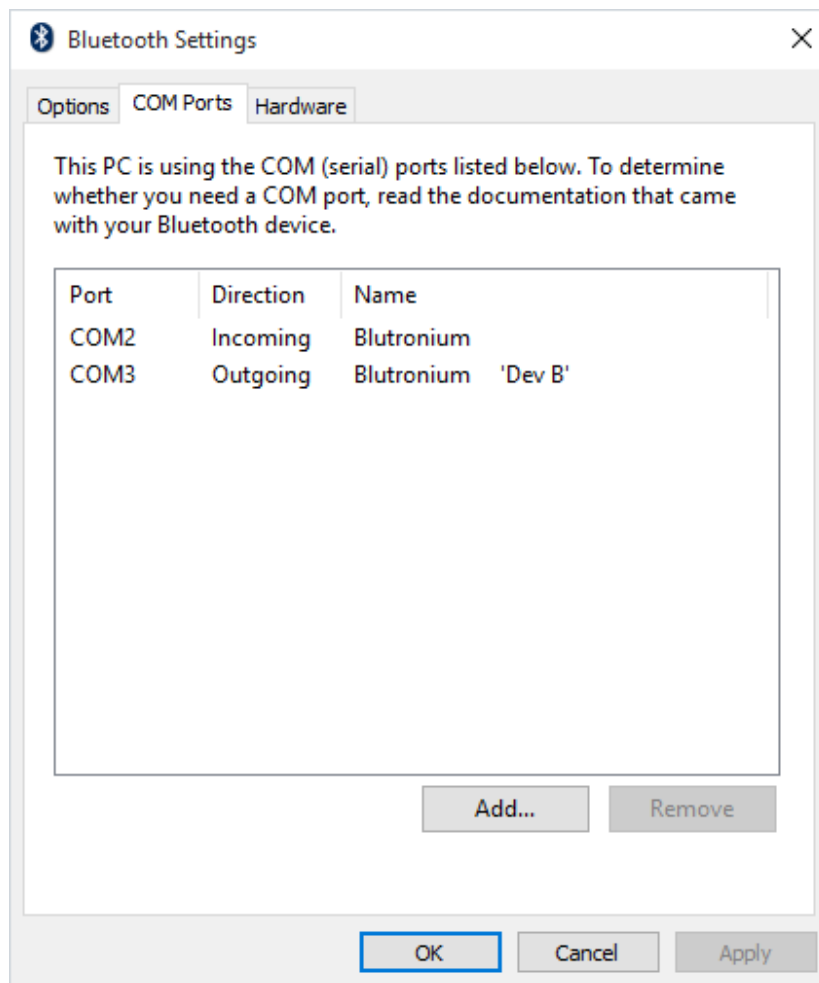 Bluetooth Settings
Options COM Ports Hardware
This PC is using the COM (serial) ports listed below. To determine
whether you need a COM port, read the documentation that came
with your Bluetooth device.
Port Direction Name
COM2 Incoming Blutronium
COM3 Outgoing Blutronium 'Dev B'
Add... Remove
OK Cancel Apply